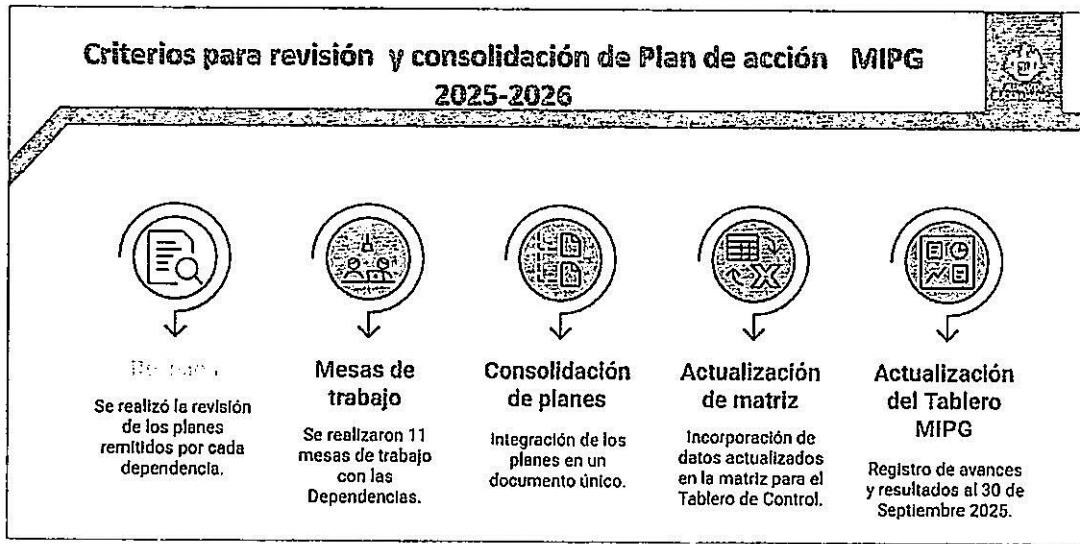 Criterios para revisión y consolidación de Plan de acción MIPG
2025-2026
Se realizó la revisión
de los planes
remitidos por cada
dependencia.
Mesas de
trabajo
Se realizaron 11
mesas de trabajo
con las
Dependencias.
Consolidación
de planes
Integración de los
planes en un
documento único.
Actualización
de matriz
Incorporación de
datos actualizados
en la matriz para el
Tablero de Control.
Actualización
del Tablero
MIPG
Registro de avances
y resultados al 30 de
Septiembre 2025.